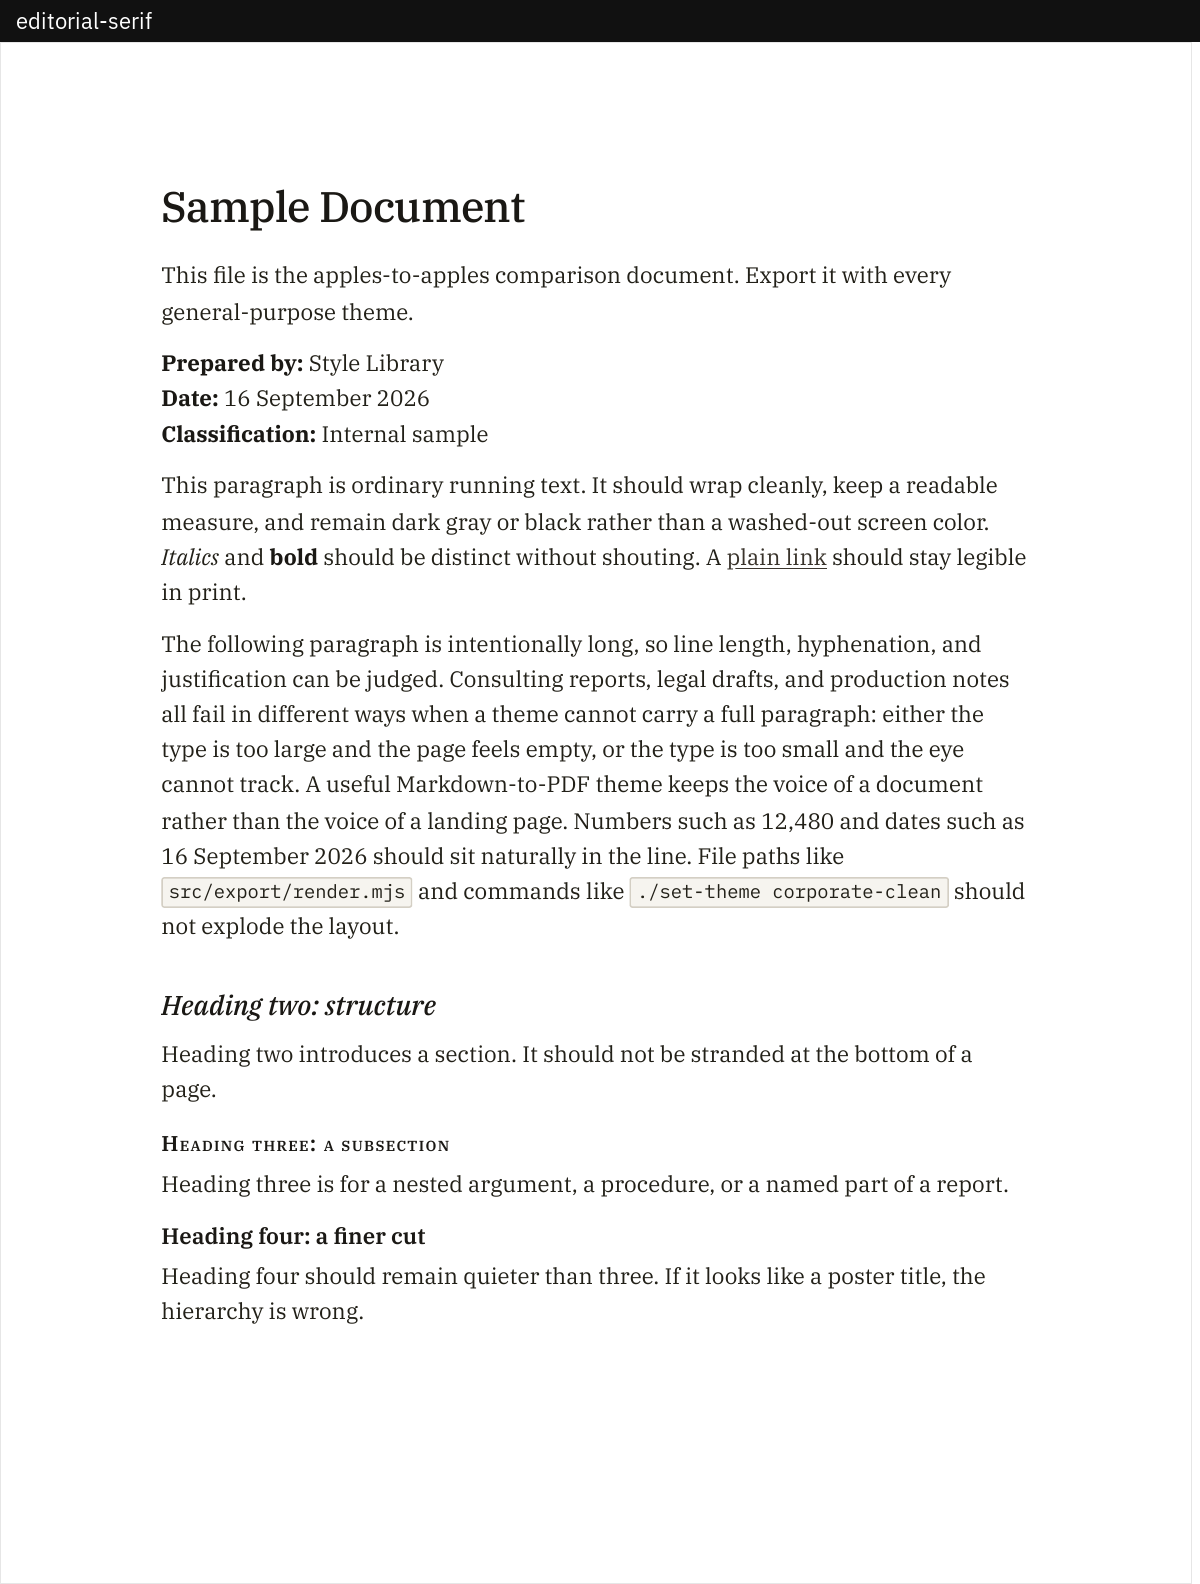 editorial-serif
Sample Document
This file is the apples-to-apples comparison document. Export it with every
general-purpose theme.
Prepared by: Style Library
Date: 16 September 2026
Classification: Internal sample
This paragraph is ordinary running text. It should wrap cleanly, keep a readable
measure, and remain dark gray or black rather than a washed-out screen color.
Italics and bold should be distinct without shouting. A plain link should stay legible
in print.
The following paragraph is intentionally long, so line length, hyphenation, and
justification can be judged. Consulting reports, legal drafts, and production notes
all fail in different ways when a theme cannot carry a full paragraph: either the
type is too large and the page feels empty, or the type is too small and the eye
cannot track. A useful Markdown-to-PDF theme keeps the voice of a document
rather than the voice of a landing page. Numbers such as 12,480 and dates such as
16 September 2026 should sit naturally in the line. File paths like
src/export/render.mjs and commands like ./set-theme corporate-clean should
not explode the layout.
Heading two: structure
Heading two introduces a section. It should not be stranded at the bottom of a
page.
Heading three: a subsection
Heading three is for a nested argument, a procedure, or a named part of a report.
Heading four: a finer cut
Heading four should remain quieter than three. If it looks like a poster title, the
hierarchy is wrong.